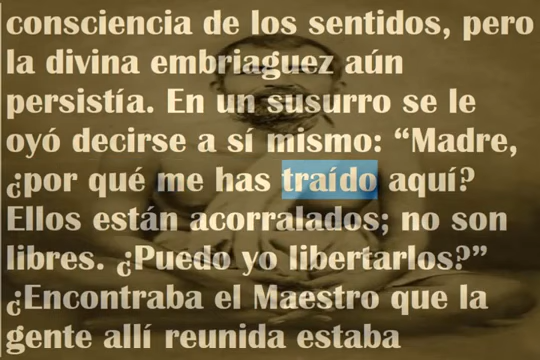 consciencia de los sentidos, pero
la divina embriaguez aún
persistía. En un susurro se le
oyó decirse a sí mismo: “Madre,
¿por qué me has traído aquí?
Ellos están acorralados; no son
libres. ¿Puedo yo libertarlos?”
¿Encontraba el Maestro que la
gente allí reunida estaba